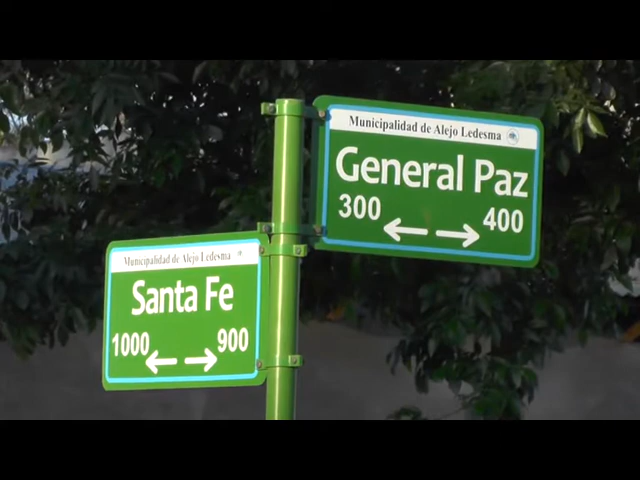 Municipalidad de Alejo Ledesma
General Paz
300 400
Municipalidad de Alejo Ledesma
Santa Fe
1000 900